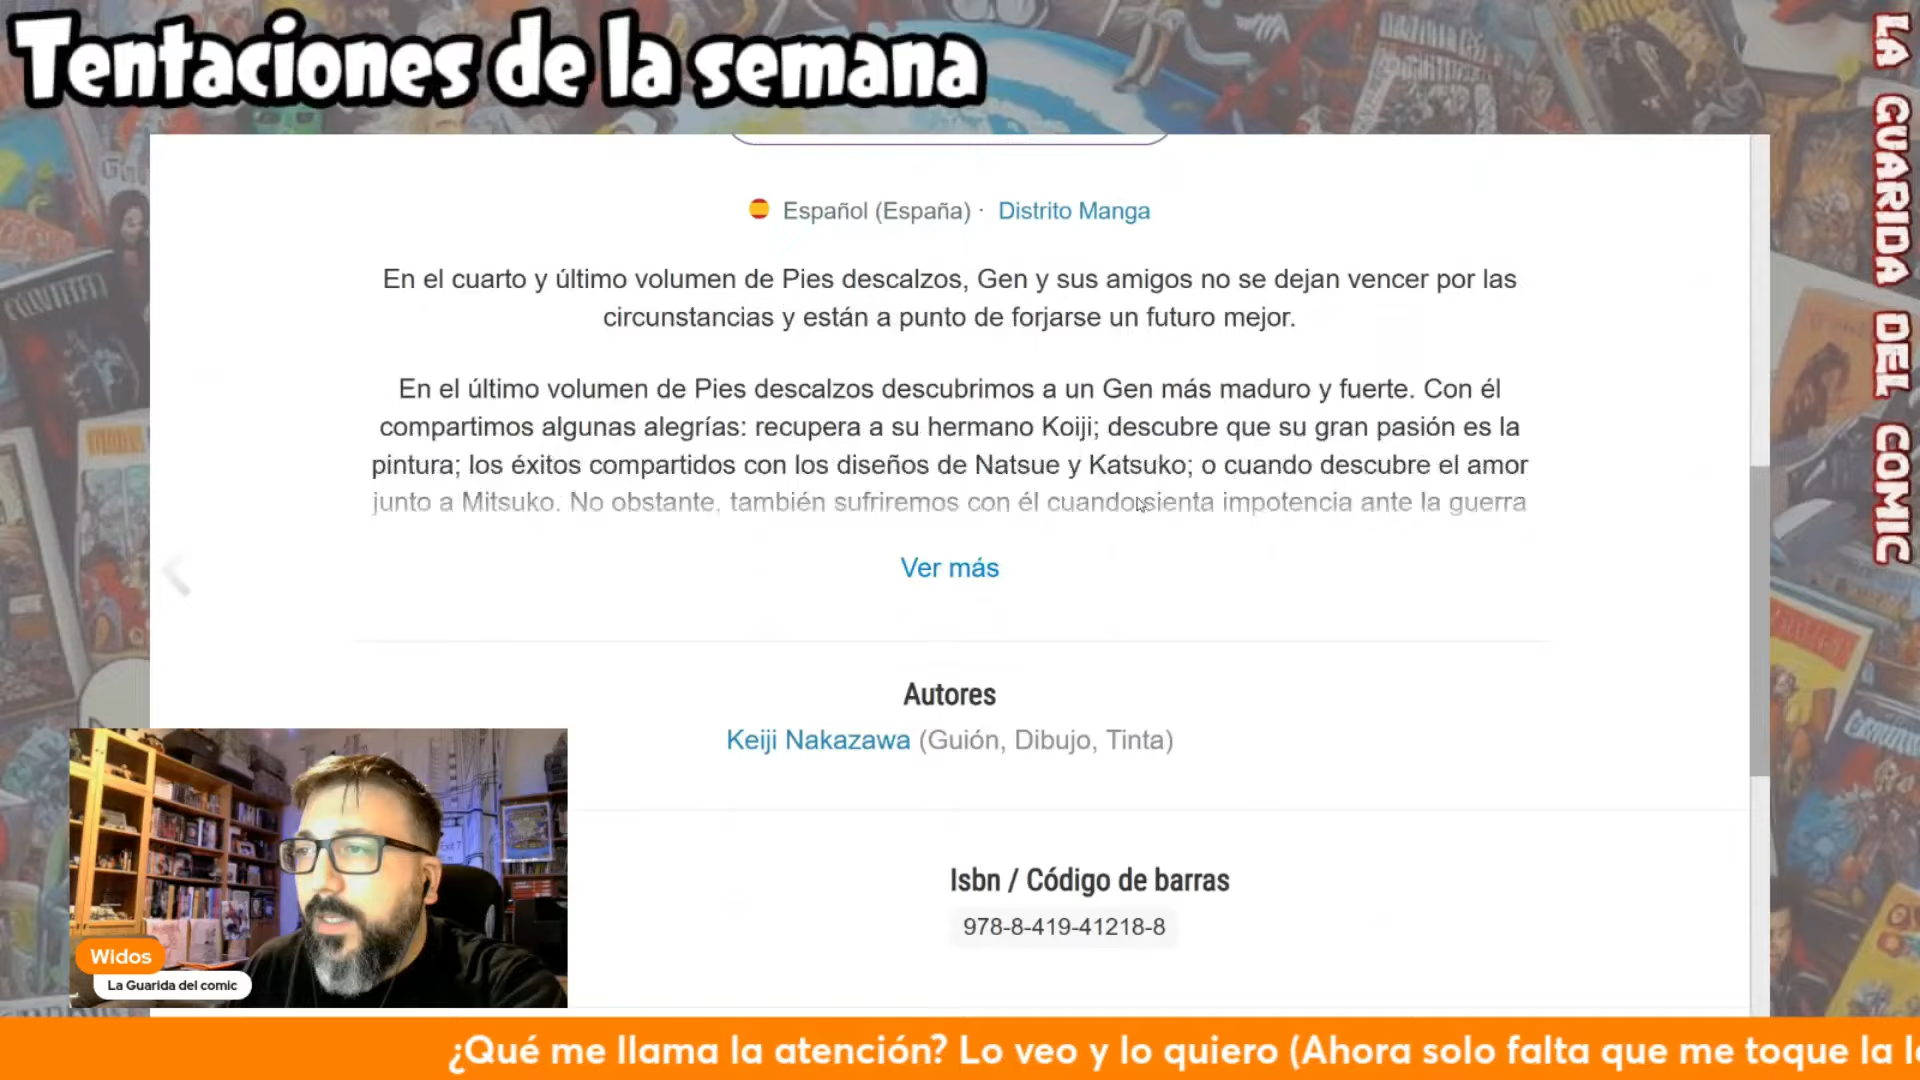 Tentaciones de la semana
LA GUARIDA DEL COMIC
Español (España) · Distrito Manga
En el cuarto y último volumen de Pies descalzos, Gen y sus amigos no se dejan vencer por las
circunstancias y están a punto de forjarse un futuro mejor.
En el último volumen de Pies descalzos descubrimos a un Gen más maduro y fuerte. Con él
compartimos algunas alegrías: recupera a su hermano Koiji; descubre que su gran pasión es la
pintura; los éxitos compartidos con los diseños de Natsue y Katsuko; o cuando descubre el amor
junto a Mitsuko. No obstante, también sufriremos con él cuando sienta impotencia ante la guerra
Ver más
Autores
Keiji Nakazawa (Guión, Dibujo, Tinta)
Isbn / Código de barras
978-8-419-41218-8
Widos
La Guarida del comic
¿Qué me llama la atención? Lo veo y lo quiero (Ahora solo falta que me toque la